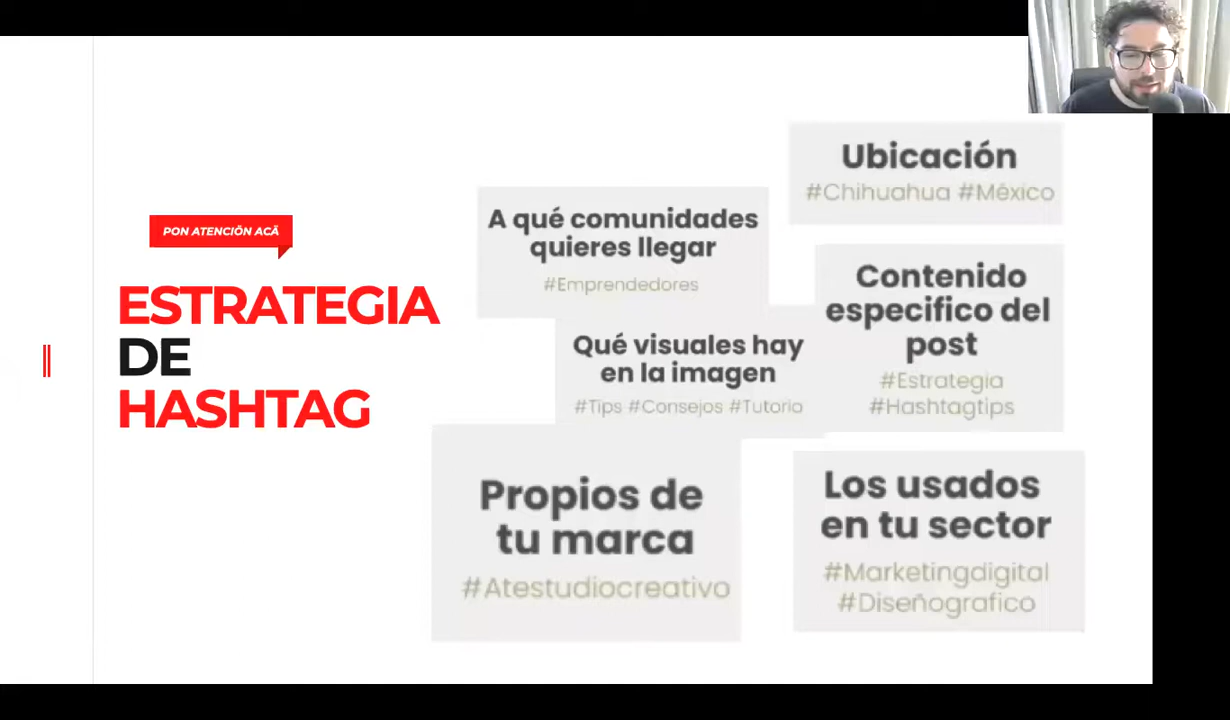 PON ATENCIÓN ACÁ
ESTRATEGIA
DE
HASHTAG
Ubicación
#Chihuahua #México
A qué comunidades
quieres llegar
#Emprendedores
Contenido
especifico del
post
#Estrategia
#Hashtagtips
Qué visuales hay
en la imagen
#Tips #Consejos #Tutorio
Propios de
tu marca
#Atestudiocreativo
Los usados
en tu sector
#Marketingdigital
#Diseñografico